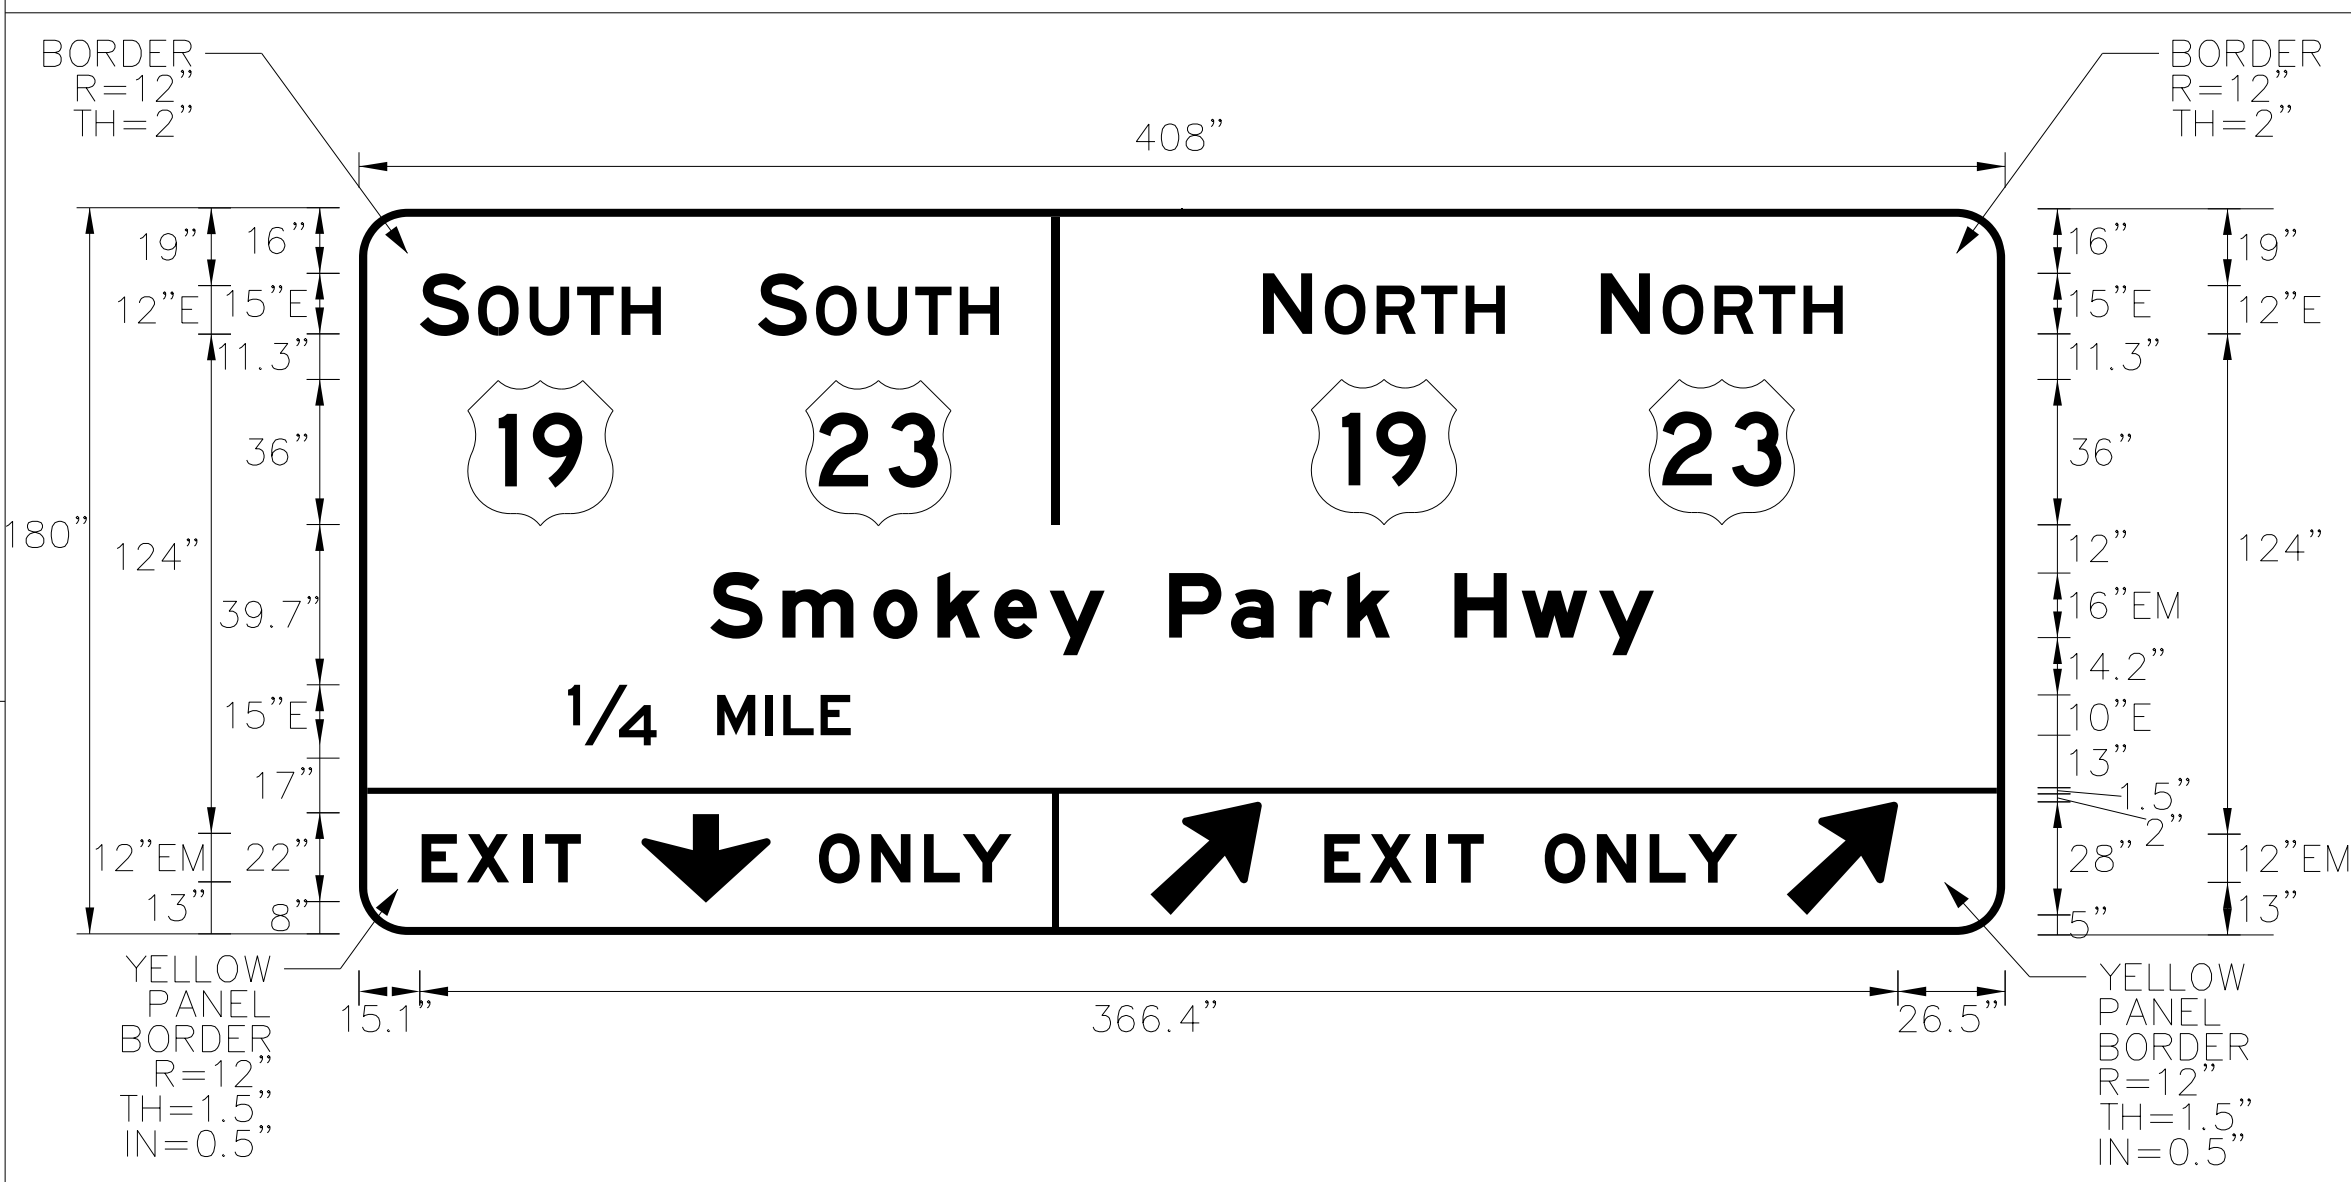 BORDER
R=12”
TH=2”
BORDER
R=12”
TH=2”
408”
19” 16”
12”E 15”E
11.3”
36”
180”
124”
39.7”
15”E
17”
12”EM 22”
13” 8”
SOUTH SOUTH NORTH NORTH
19 23 19 23
Smokey Park Hwy
1/4 MILE
EXIT ONLY EXIT ONLY
16” 19”
15”E 12”E
11.3”
36”
12” 124”
16”EM
14.2”
10”E
13”
1.5”
2”
28” 12”EM
5” 13”
15.1” 366.4” 26.5”
YELLOW
PANEL
BORDER
R=12”
TH=1.5”
IN=0.5”
YELLOW
PANEL
BORDER
R=12”
TH=1.5”
IN=0.5”